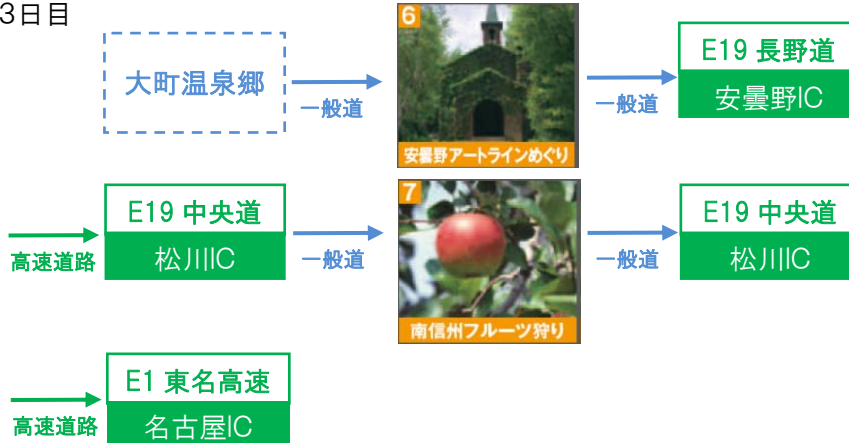 3日目
大町温泉郷
一般道
6
安曇野アートラインめぐり
一般道
E19 長野道
安曇野IC
高速道路
E19 中央道
松川IC
一般道
7
南信州フルーツ狩り
一般道
E19 中央道
松川IC
高速道路
E1 東名高速
名古屋IC